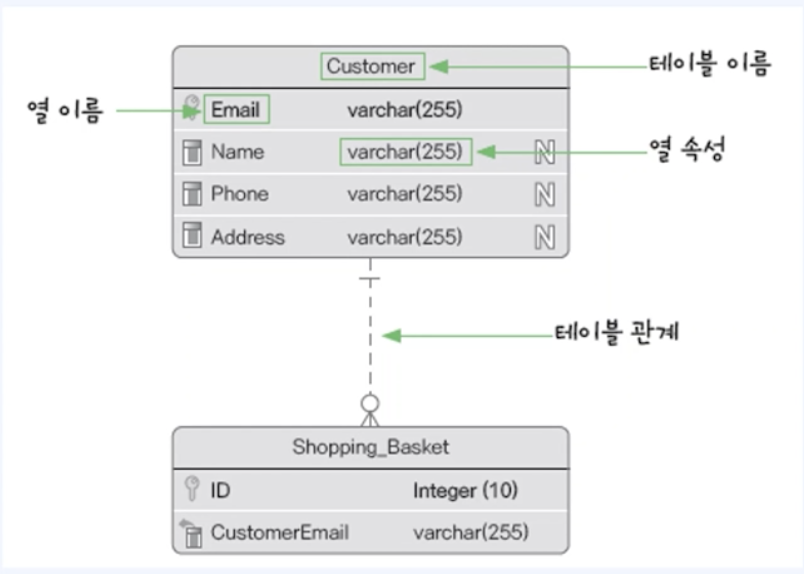 Customer
테이블 이름
열 이름
Email varchar(255)
Name varchar(255) N
열 속성
Phone varchar(255) N
Address varchar(255) N
테이블 관계
Shopping_Basket
ID Integer (10)
CustomerEmail varchar(255)